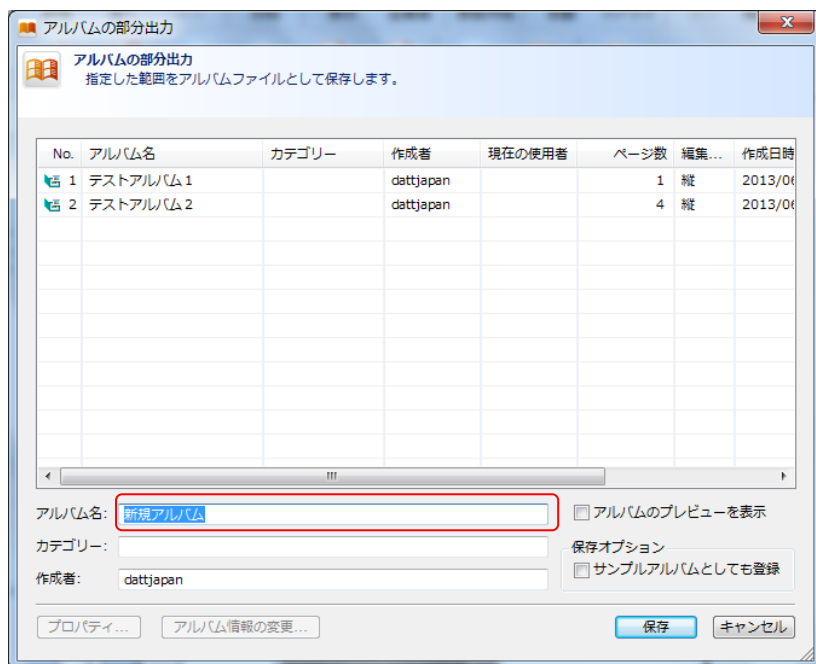 アルバムの部分出力
アルバムの部分出力
指定した範囲をアルバムファイルとして保存します。
No. アルバム名 カテゴリー 作成者 現在の使用者 ページ数 編集... 作成日時
1 テストアルバム1 dattjapan 1 縦 2013/06
2 テストアルバム2 dattjapan 4 縦 2013/06
アルバム名: 新規アルバム アルバムのプレビューを表示
カテゴリー: 保存オプション
作成者: dattjapan サンプルアルバムとしても登録
プロパティ... アルバム情報の変更... 保存 キャンセル